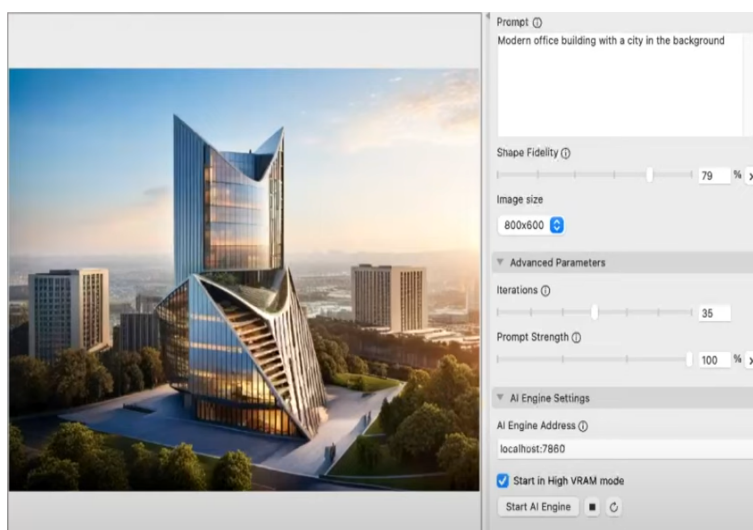 Prompt
Modern office building with a city in the background
Shape Fidelity
79 %
Image size
800x600
Advanced Parameters
Iterations
35
Prompt Strength
100 %
AI Engine Settings
AI Engine Address
localhost:7860
Start in High VRAM mode
Start AI Engine